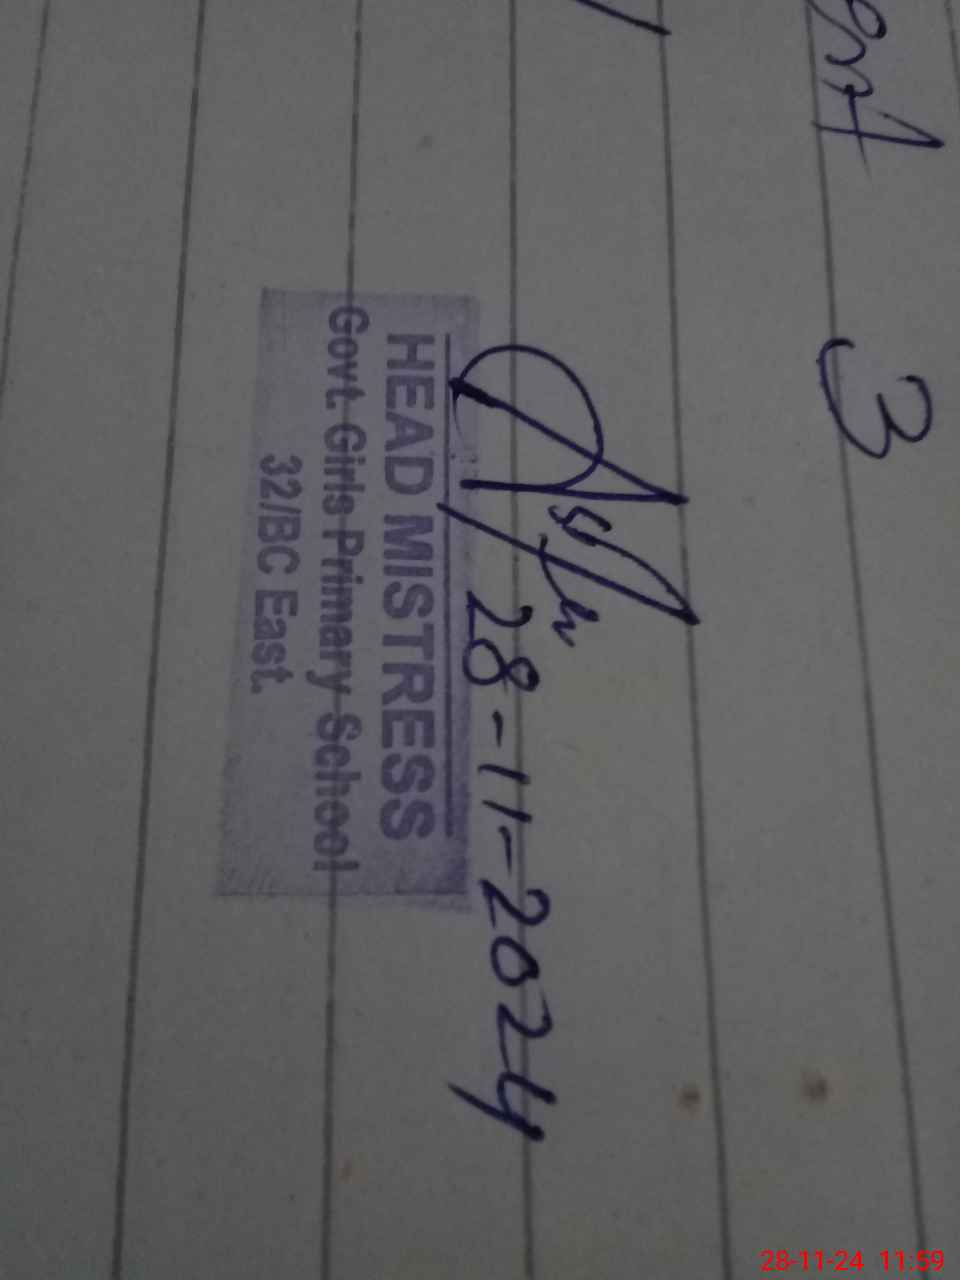 3
28-11-2024
HEAD MISTRESS
Govt. Girls Primary School
32/BC East.
28-11-24 11:59